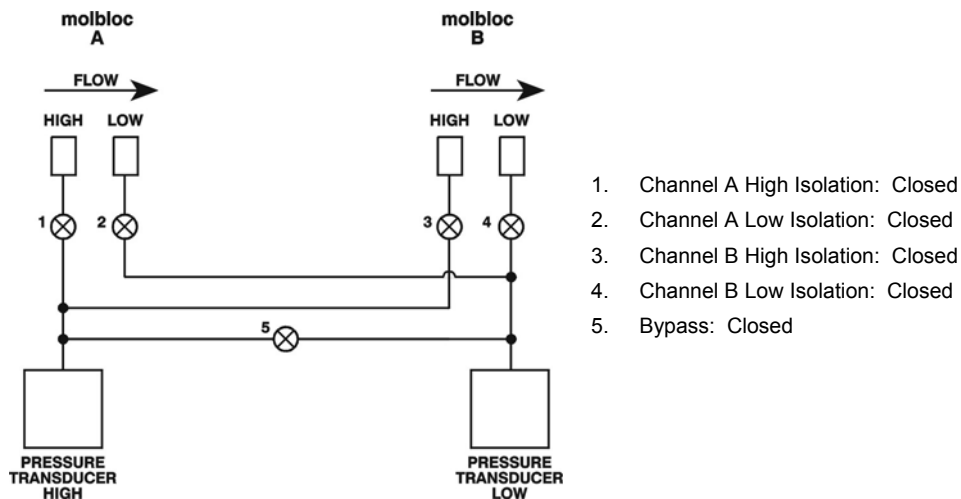 molbloc
A
molbloc
B
FLOW
FLOW
HIGH LOW
HIGH LOW
1 2
3 4
5
PRESSURE
TRANSDUCER
HIGH
PRESSURE
TRANSDUCER
LOW
1. Channel A High Isolation: Closed
2. Channel A Low Isolation: Closed
3. Channel B High Isolation: Closed
4. Channel B Low Isolation: Closed
5. Bypass: Closed